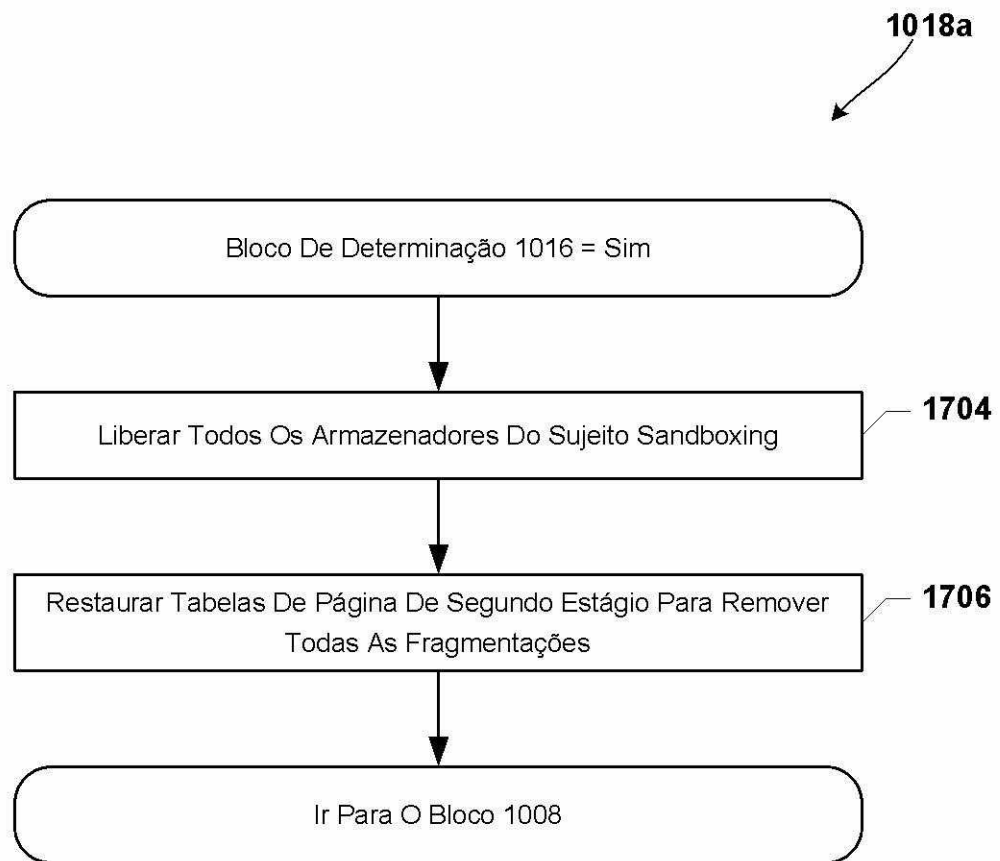 1018a
Bloco De Determinação 1016 = Sim
Liberar Todos Os Armazenadores Do Sujeito Sandboxing
1704
Restaurar Tabelas De Página De Segundo Estágio Para Remover
Todas As Fragmentações
1706
Ir Para O Bloco 1008